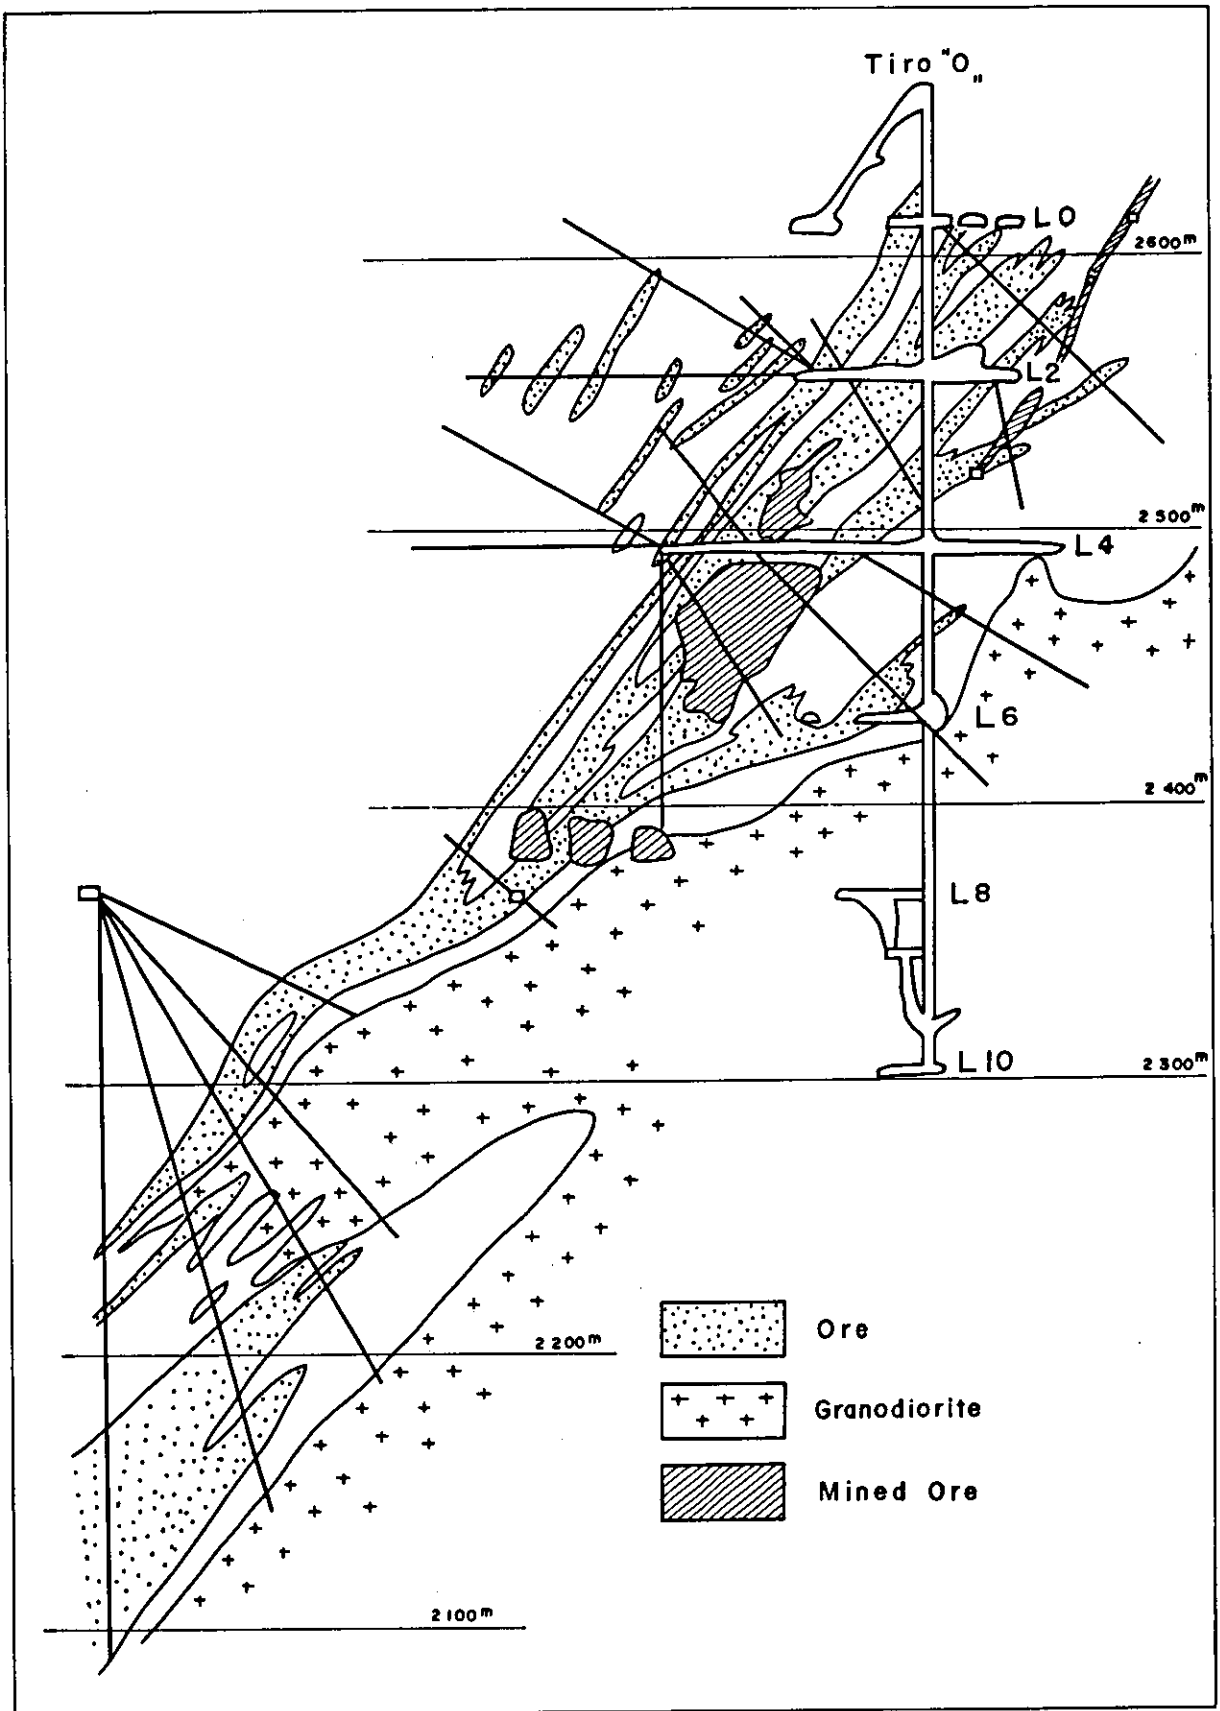 Tiro "O"
L0
2600m
L2
2500m
L4
L6
2400m
L8
L10
2300m
2200m
Ore
Granodiorite
Mined Ore
2100m